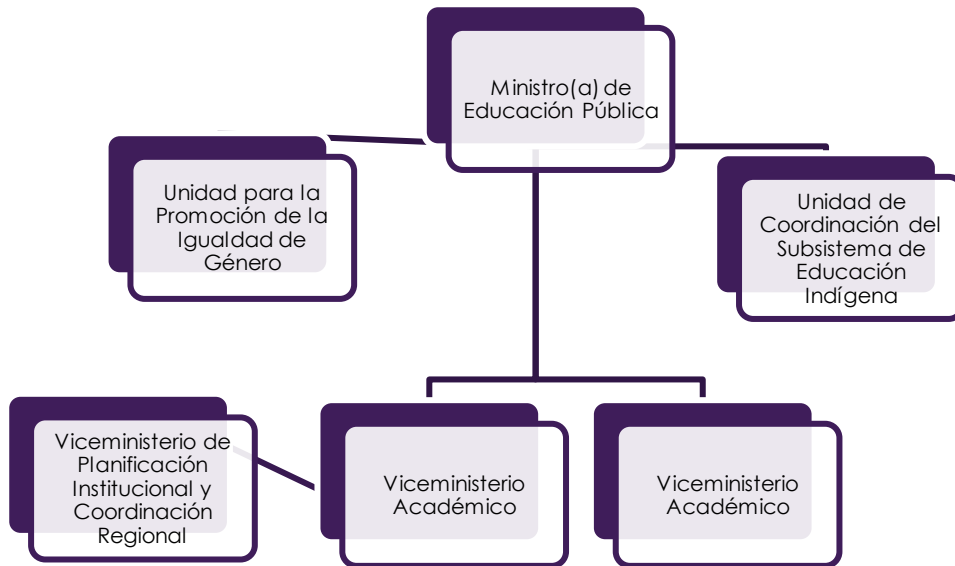 Ministro(a) de
Educación Pública
Unidad para la
Promoción de la
Igualdad de
Género
Unidad de
Coordinación del
Subsistema de
Educación
Indígena
Viceministerio de
Planificación
Institucional y
Coordinación
Regional
Viceministerio
Académico
Viceministerio
Académico